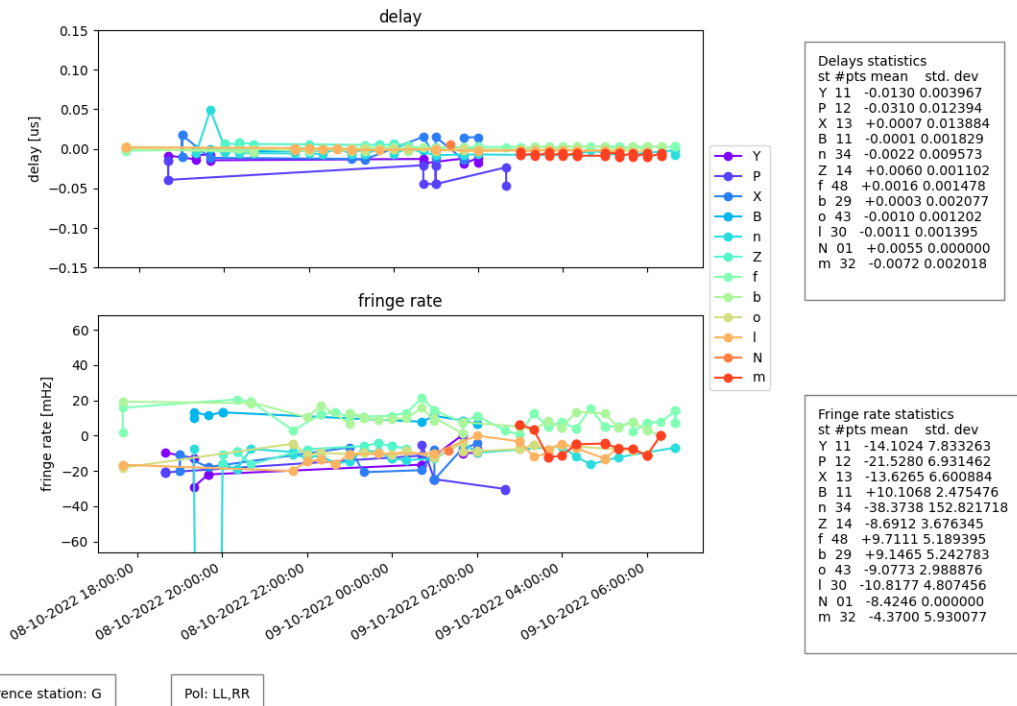 delay
delay [us]
0.15
0.10
0.05
0.00
−0.05
−0.10
−0.15
fringe rate
fringe rate [mHz]
60
40
20
0
−20
−40
−60
08-10-2022 18:00:00
08-10-2022 20:00:00
08-10-2022 22:00:00
09-10-2022 00:00:00
09-10-2022 02:00:00
09-10-2022 04:00:00
09-10-2022 06:00:00
Y
P
X
B
n
Z
f
b
o
l
N
m
Delays statistics
st #pts mean std. dev
Y 11 -0.0130 0.003967
P 12 -0.0310 0.012394
X 13 +0.0007 0.013884
B 11 -0.0001 0.001829
n 34 -0.0022 0.009573
Z 14 +0.0060 0.001102
f 48 +0.0016 0.001478
b 29 +0.0003 0.002077
o 43 -0.0010 0.001202
l 30 -0.0011 0.001395
N 01 +0.0055 0.000000
m 32 -0.0072 0.002018
Fringe rate statistics
st #pts mean std. dev
Y 11 -14.1024 7.833263
P 12 -21.5280 6.931462
X 13 -13.6265 6.600884
B 11 +10.1068 2.475476
n 34 -38.3738 152.821718
Z 14 -8.6912 3.676345
f 48 +9.7111 5.189395
b 29 +9.1465 5.242783
o 43 -9.0773 2.988876
l 30 -10.8177 4.807456
N 01 -8.4246 0.000000
m 32 -4.3700 5.930077
rence station: G
Pol: LL,RR